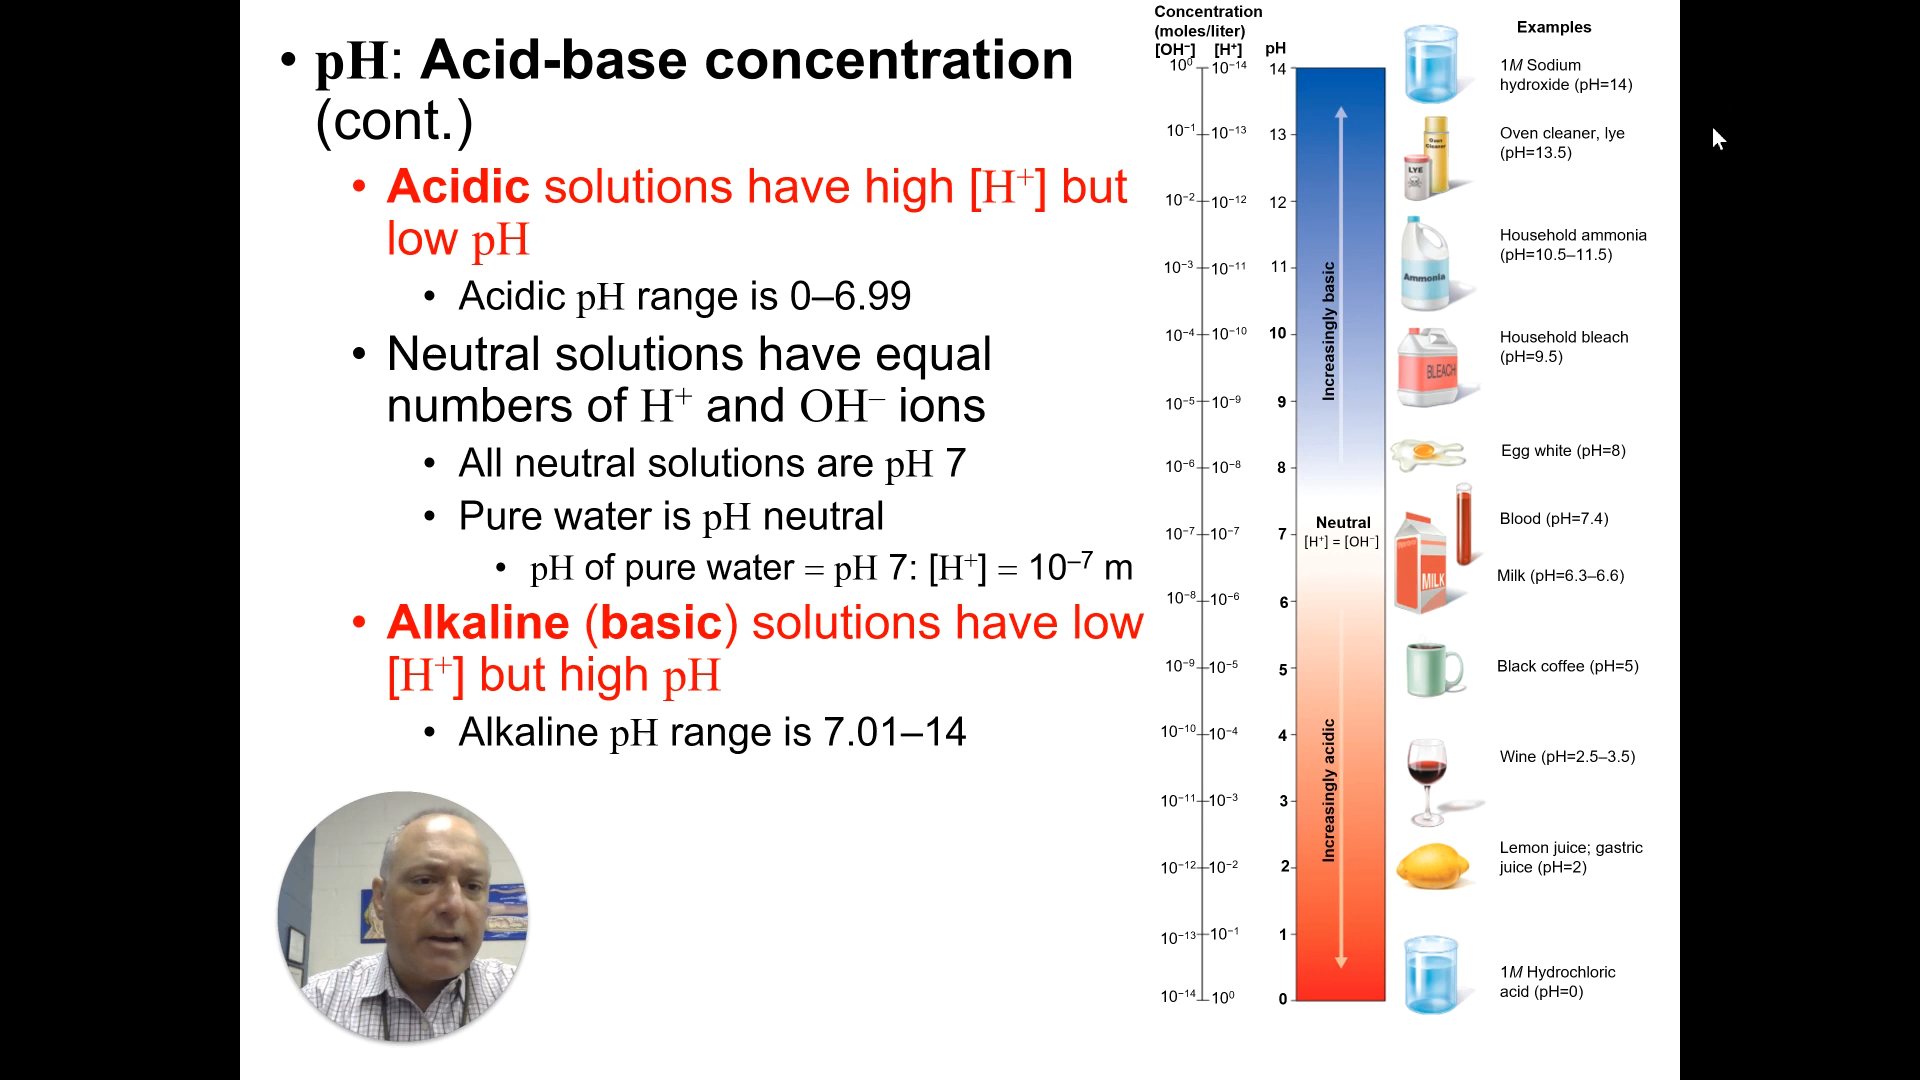 • pH: Acid-base concentration
(cont.)
• Acidic solutions have high [H⁺] but
low pH
• Acidic pH range is 0–6.99
• Neutral solutions have equal
numbers of H⁺ and OH⁻ ions
• All neutral solutions are pH 7
• Pure water is pH neutral
• pH of pure water = pH 7: [H⁺] = 10⁻⁷ m
• Alkaline (basic) solutions have low
[H⁺] but high pH
• Alkaline pH range is 7.01–14
Concentration
(moles/liter)
[OH⁻] [H⁺] pH
10⁰ 10⁻¹⁴ 14
10⁻¹ 10⁻¹³ 13
10⁻² 10⁻¹² 12
10⁻³ 10⁻¹¹ 11
10⁻⁴ 10⁻¹⁰ 10
10⁻⁵ 10⁻⁹ 9
10⁻⁶ 10⁻⁸ 8
10⁻⁷ 10⁻⁷ 7
10⁻⁸ 10⁻⁶ 6
10⁻⁹ 10⁻⁵ 5
10⁻¹⁰ 10⁻⁴ 4
10⁻¹¹ 10⁻³ 3
10⁻¹² 10⁻² 2
10⁻¹³ 10⁻¹ 1
10⁻¹⁴ 10⁰ 0
Increasingly basic
Neutral
[H⁺] = [OH⁻]
Increasingly acidic
Examples
1M Sodium
hydroxide (pH=14)
Oven
Cleaner
LYE
Oven cleaner, lye
(pH=13.5)
Ammonia
Household ammonia
(pH=10.5–11.5)
BLEACH
Household bleach
(pH=9.5)
Egg white (pH=8)
Blood (pH=7.4)
MILK
Milk (pH=6.3–6.6)
Black coffee (pH=5)
Wine (pH=2.5–3.5)
Lemon juice; gastric
juice (pH=2)
1M Hydrochloric
acid (pH=0)